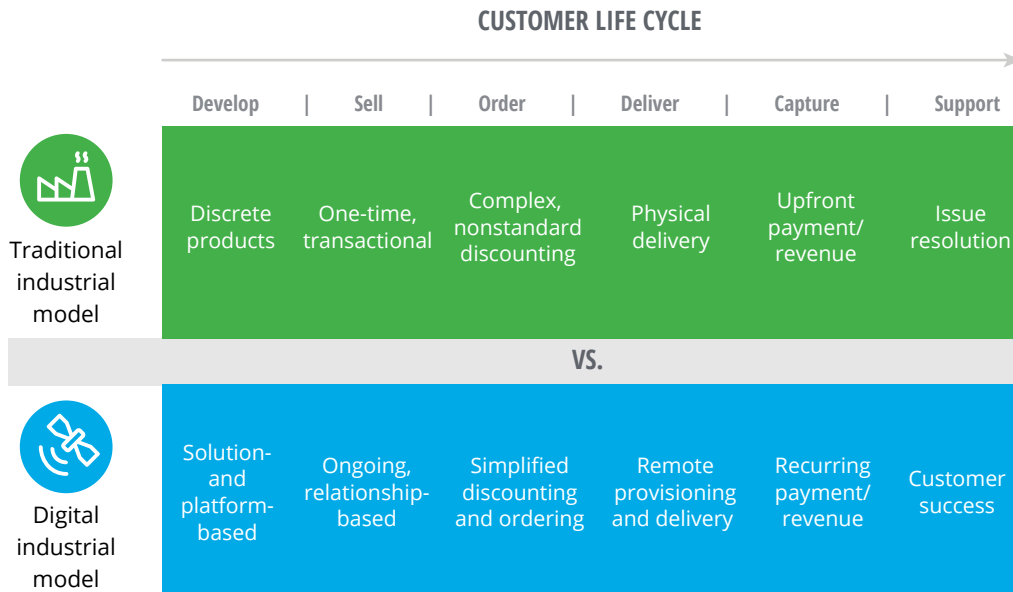 CUSTOMER LIFE CYCLE
Develop | Sell | Order | Deliver | Capture | Support
Traditional
industrial
model
Discrete
products
One-time,
transactional
Complex,
nonstandard
discounting
Physical
delivery
Upfront
payment/
revenue
Issue
resolution
VS.
Digital
industrial
model
Solution-
and
platform-
based
Ongoing,
relationship-
based
Simplified
discounting
and ordering
Remote
provisioning
and delivery
Recurring
payment/
revenue
Customer
success